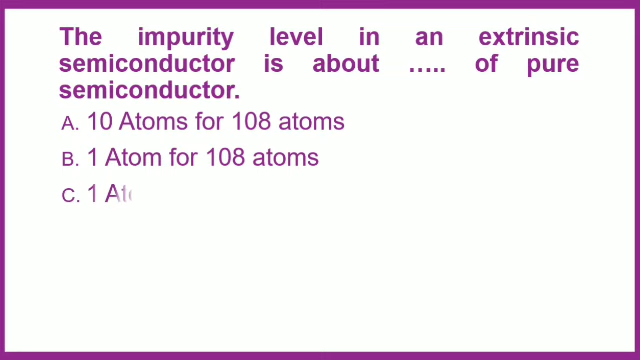 The impurity level in an extrinsic
semiconductor is about ….. of pure
semiconductor.
A. 10 Atoms for 108 atoms
B. 1 Atom for 108 atoms
C. 1